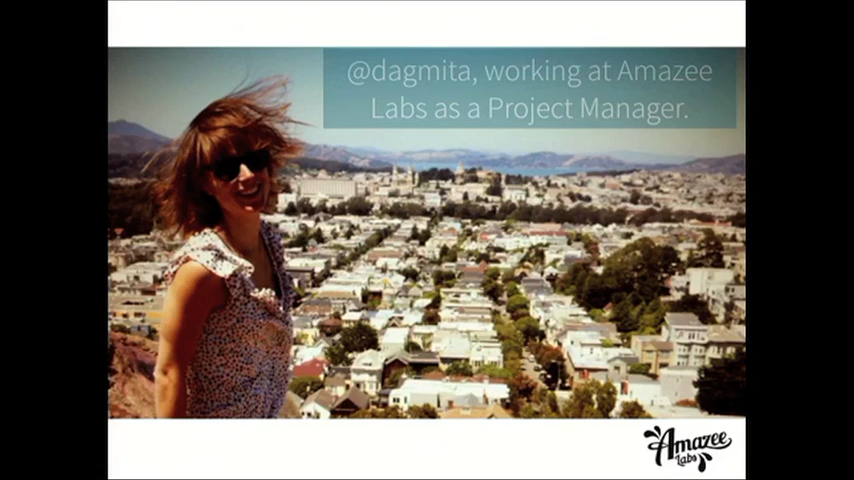 @dagmita, working at Amazee
Labs as a Project Manager.
Amazee
Labs